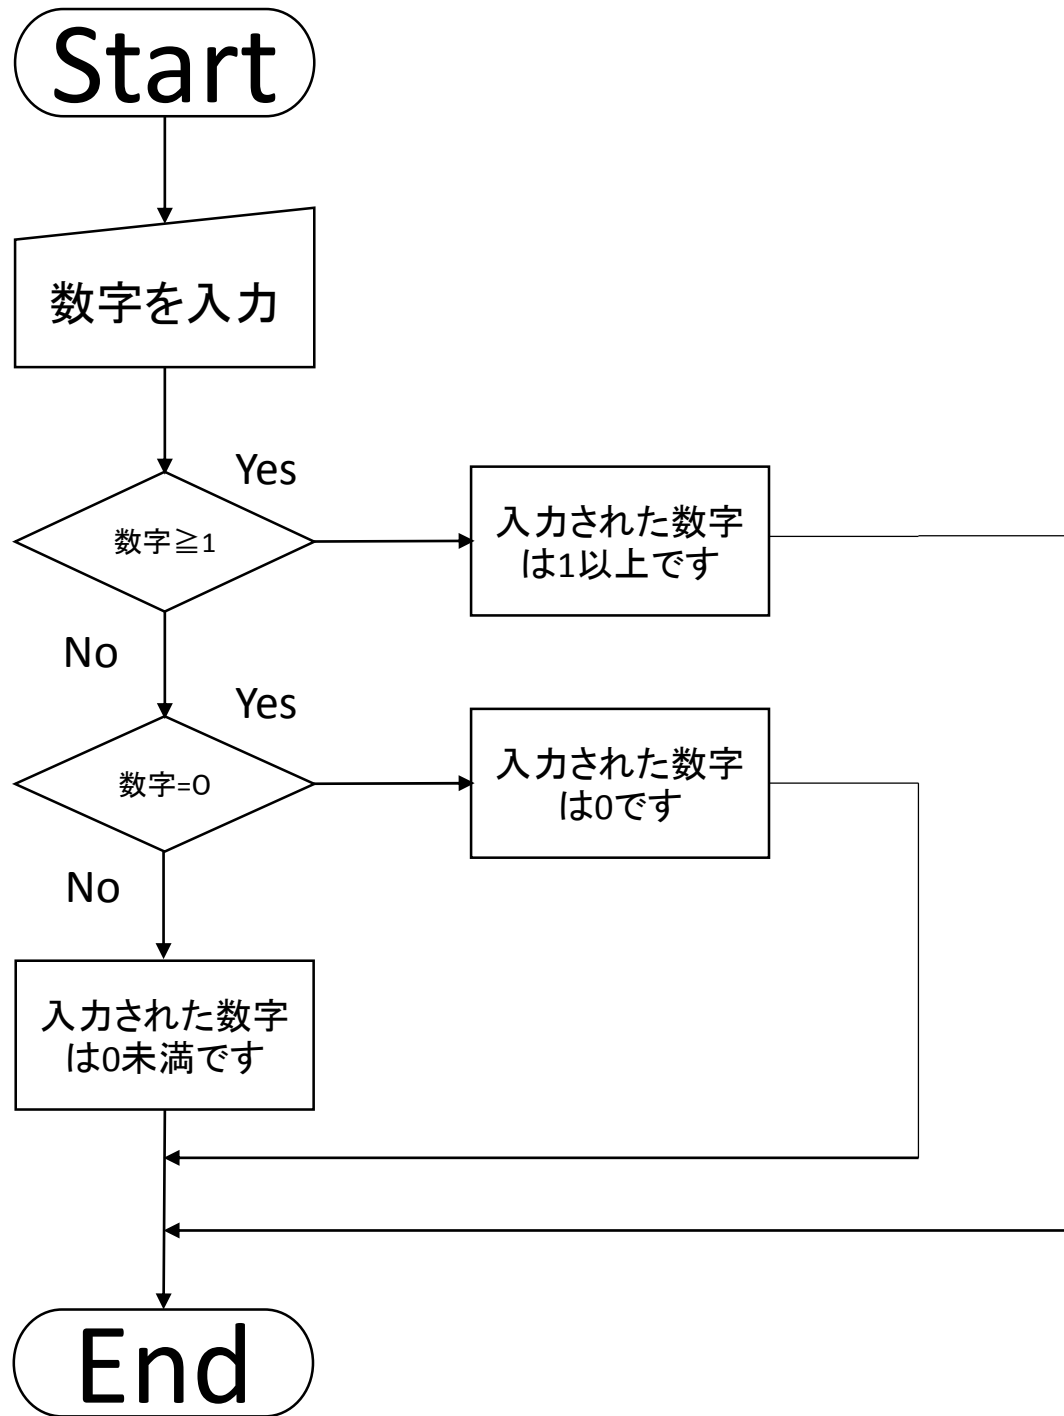 Start
数字を入力
Yes
数字≧1
入力された数字
は1以上です
No
Yes
数字=0
入力された数字
は0です
No
入力された数字
は0未満です
End